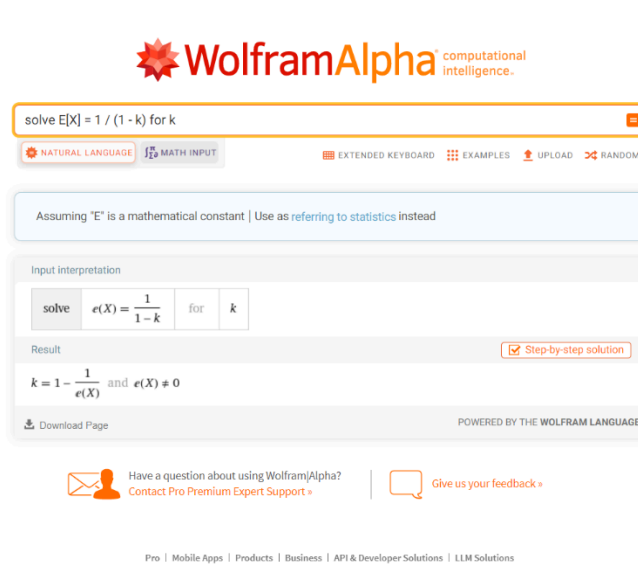 WolframAlpha computational intelligence.
solve E[X] = 1 / (1 - k) for k
NATURAL LANGUAGE MATH INPUT EXTENDED KEYBOARD EXAMPLES UPLOAD RANDOM
Assuming "E" is a mathematical constant | Use as referring to statistics instead
Input interpretation
solve e(X) = 1/(1 − k) for k
Result Step-by-step solution
k = 1 − 1/e(X) and e(X) ≠ 0
Download Page POWERED BY THE WOLFRAM LANGUAGE
Have a question about using Wolfram|Alpha?
Contact Pro Premium Expert Support »
Give us your feedback »
Pro | Mobile Apps | Products | Business | API & Developer Solutions | LLM Solutions